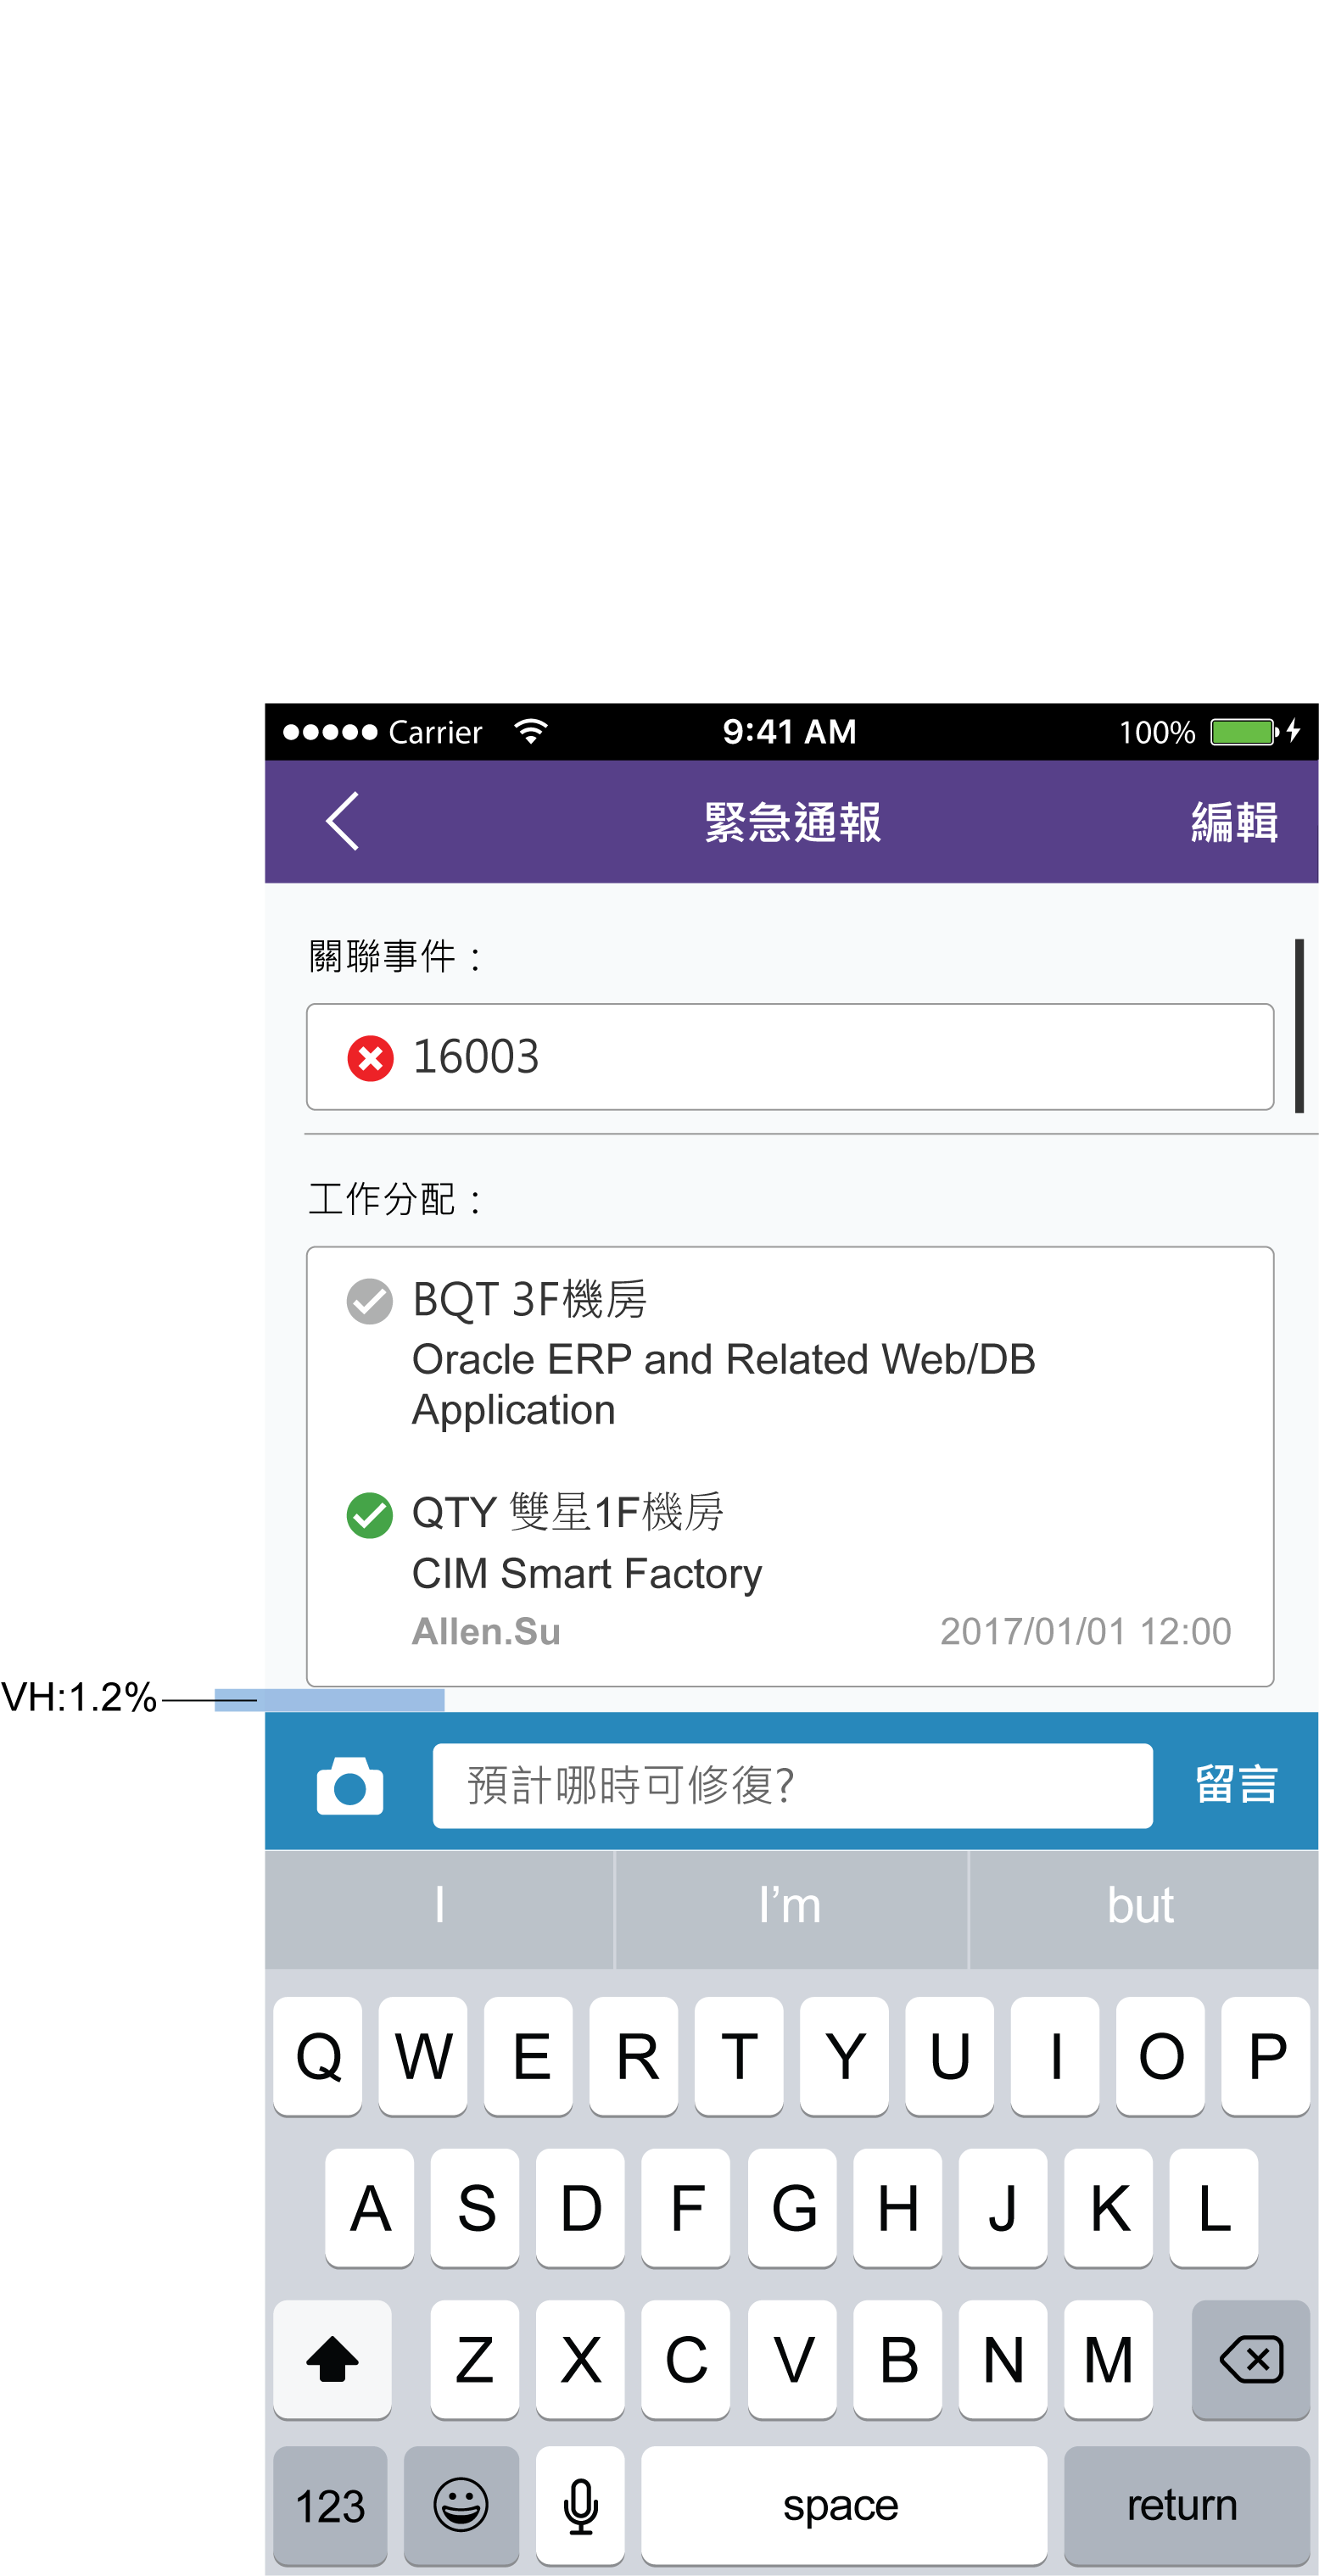 Carrier 9:41 AM 100%
緊急通報 編輯
關聯事件：
16003
工作分配：
BQT 3F機房
Oracle ERP and Related Web/DB
Application
QTY 雙星1F機房
CIM Smart Factory
Allen.Su 2017/01/01 12:00
VH:1.2%
預計哪時可修復?
留言
I I’m but
Q W E R T Y U I O P
A S D F G H J K L
Z X C V B N M
123 space return